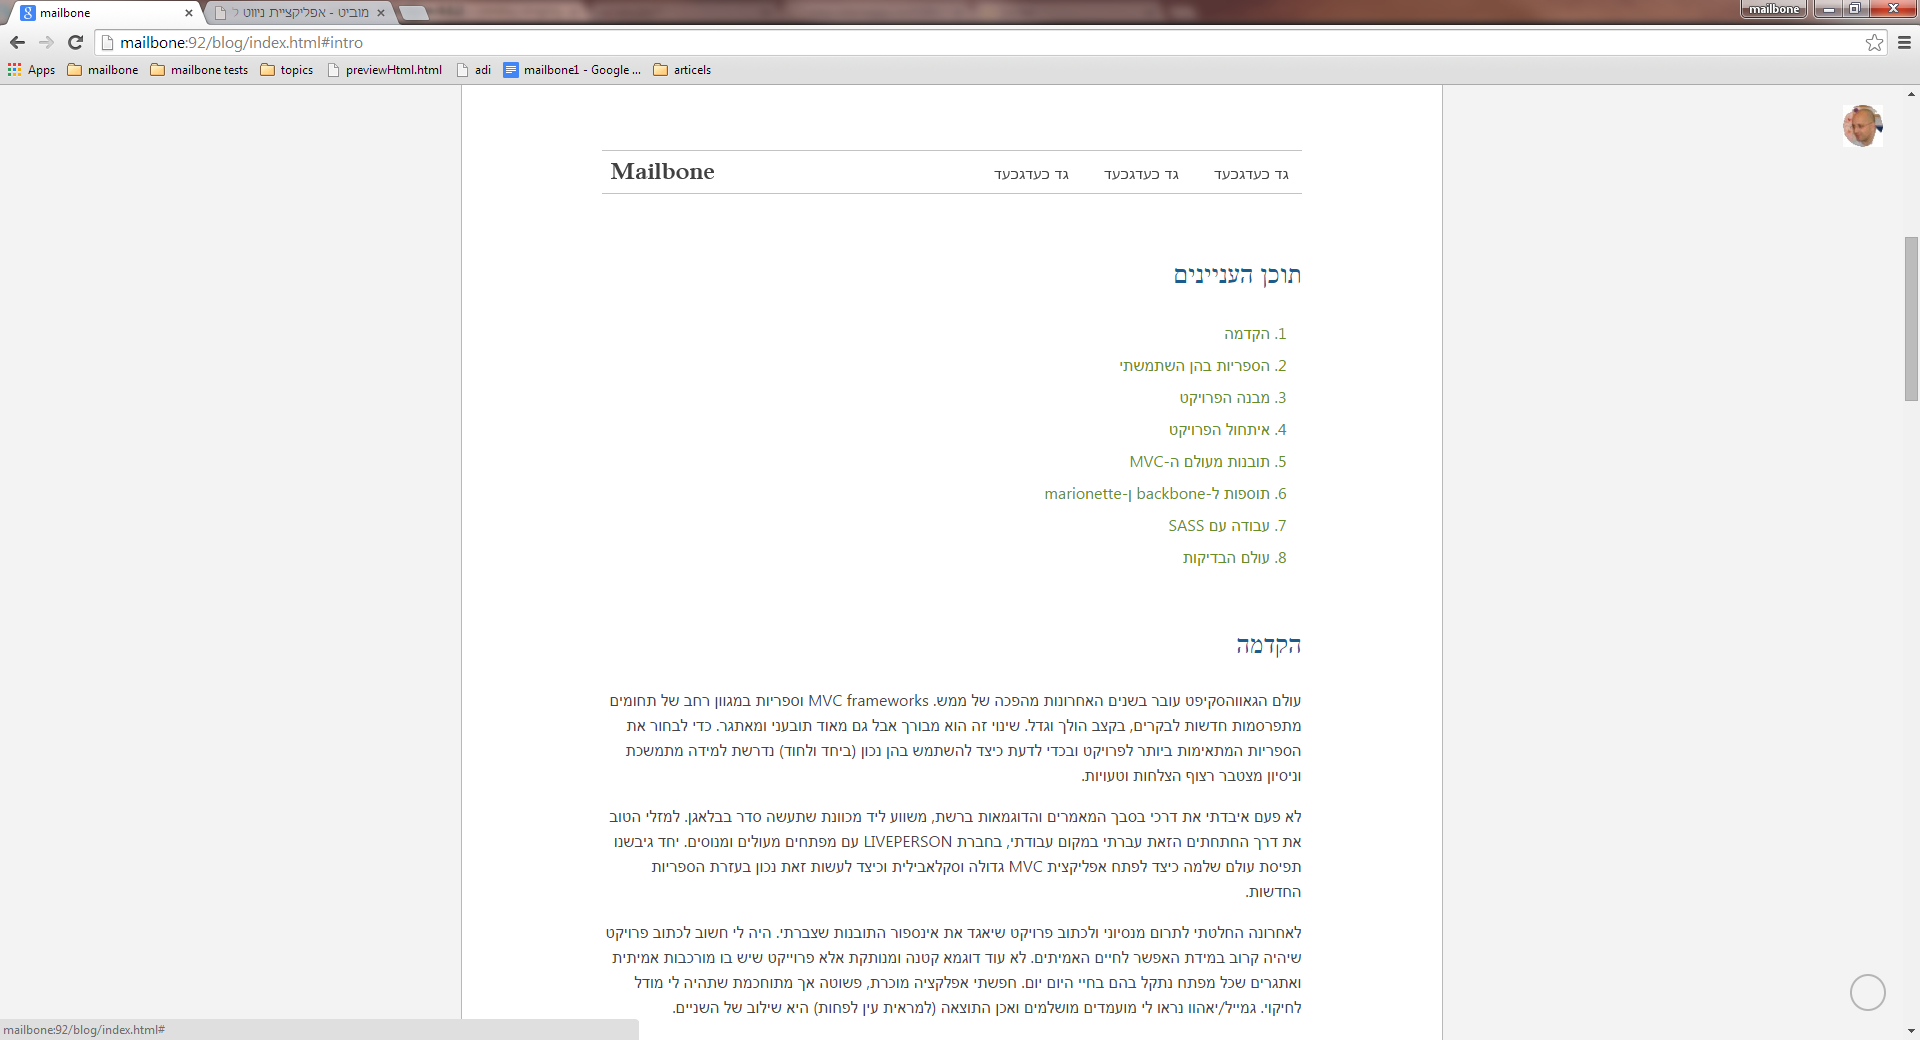 mailbone
מוביט - אפליקציית ניווט ל
mailbone
mailbone:92/blog/index.html#intro
Apps mailbone mailbone tests topics previewHtml.html adi mailbone1 - Google ... articels
Mailbone
גד כעדגכעד גד כעדגכעד גד כעדגכעד
תוכן העניינים
1. הקדמה
2. הספריות בהן השתמשתי
3. מבנה הפרויקט
4. איתחול הפרויקט
5. תובנות מעולם ה-MVC
6. תוספות ל-backbone ו-marionette
7. עבודה עם SASS
8. עולם הבדיקות
הקדמה
עולם הגאווהסקיפט עובר בשנים האחרונות מהפכה של ממש. MVC frameworks וספריות במגוון רחב של תחומים
מתפרסמות חדשות לבקרים, בקצב הולך וגדל. שינוי זה הוא מבורך אבל גם מאוד תובעני ומאתגר. כדי לבחור את
הספריות המתאימות ביותר לפרויקט ובכדי לדעת כיצד להשתמש בהן נכון (ביחד ולחוד) נדרשת למידה מתמשכת
וניסיון מצטבר רצוף הצלחות וטעויות.
לא פעם איבדתי את דרכי בסבך המאמרים והדוגמאות ברשת, משווע ליד מכוונת שתעשה סדר בבלאגן. למזלי הטוב
את דרך החתחתים הזאת עברתי במקום עבודתי, בחברת LIVEPERSON עם מפתחים מעולים ומנוסים. יחד גיבשנו
תפיסת עולם שלמה כיצד לפתח אפליקצית MVC גדולה וסקלאבילית וכיצד לעשות זאת נכון בעזרת הספריות
החדשות.
לאחרונה החלטתי לתרום מנסיוני ולכתוב פרויקט שיאגד את אינספור התובנות שצברתי. היה לי חשוב לכתוב פרויקט
שיהיה קרוב במידת האפשר לחיים האמיתים. לא עוד דוגמא קטנה ומנותקת אלא פרוייקט שיש בו מורכבות אמיתית
ואתגרים שכל מפתח נתקל בהם בחיי היום יום. חפשתי אפלקציה מוכרת, פשוטה אך מתוחכמת שתהיה לי מודל
לחיקוי. גמייל/יאהוו נראו לי מועמדים מושלמים ואכן התוצאה (למראית עין לפחות) היא שילוב של השניים.
mailbone:92/blog/index.html#